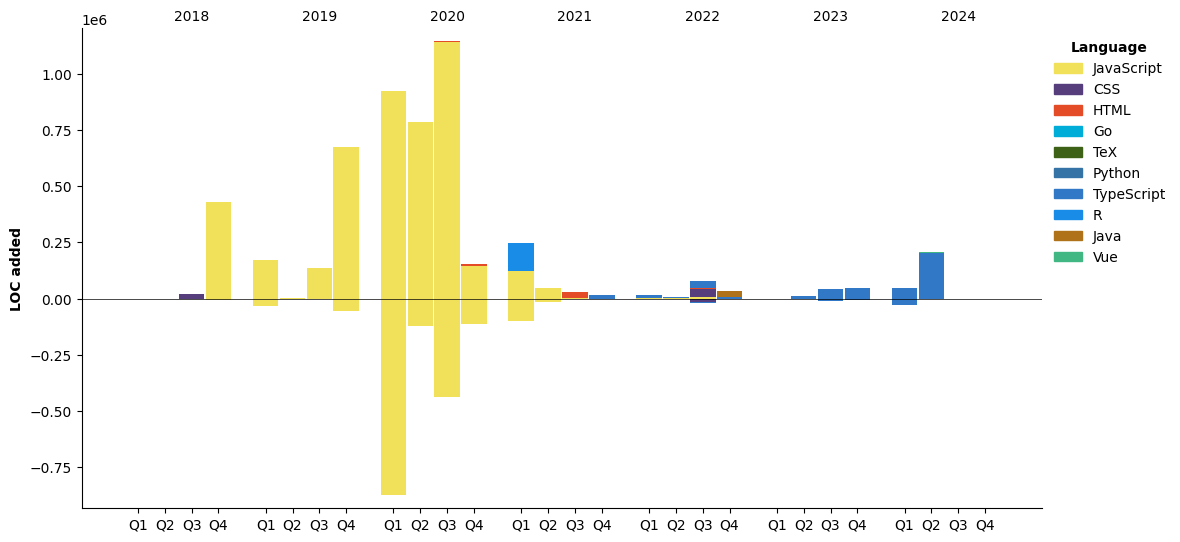 1e6
2018 2019 2020 2021 2022 2023 2024
LOC added
1.00
0.75
0.50
0.25
0.00
−0.25
−0.50
−0.75
Q1 Q2 Q3 Q4 Q1 Q2 Q3 Q4 Q1 Q2 Q3 Q4 Q1 Q2 Q3 Q4 Q1 Q2 Q3 Q4 Q1 Q2 Q3 Q4 Q1 Q2 Q3 Q4
Language
JavaScript
CSS
HTML
Go
TeX
Python
TypeScript
R
Java
Vue